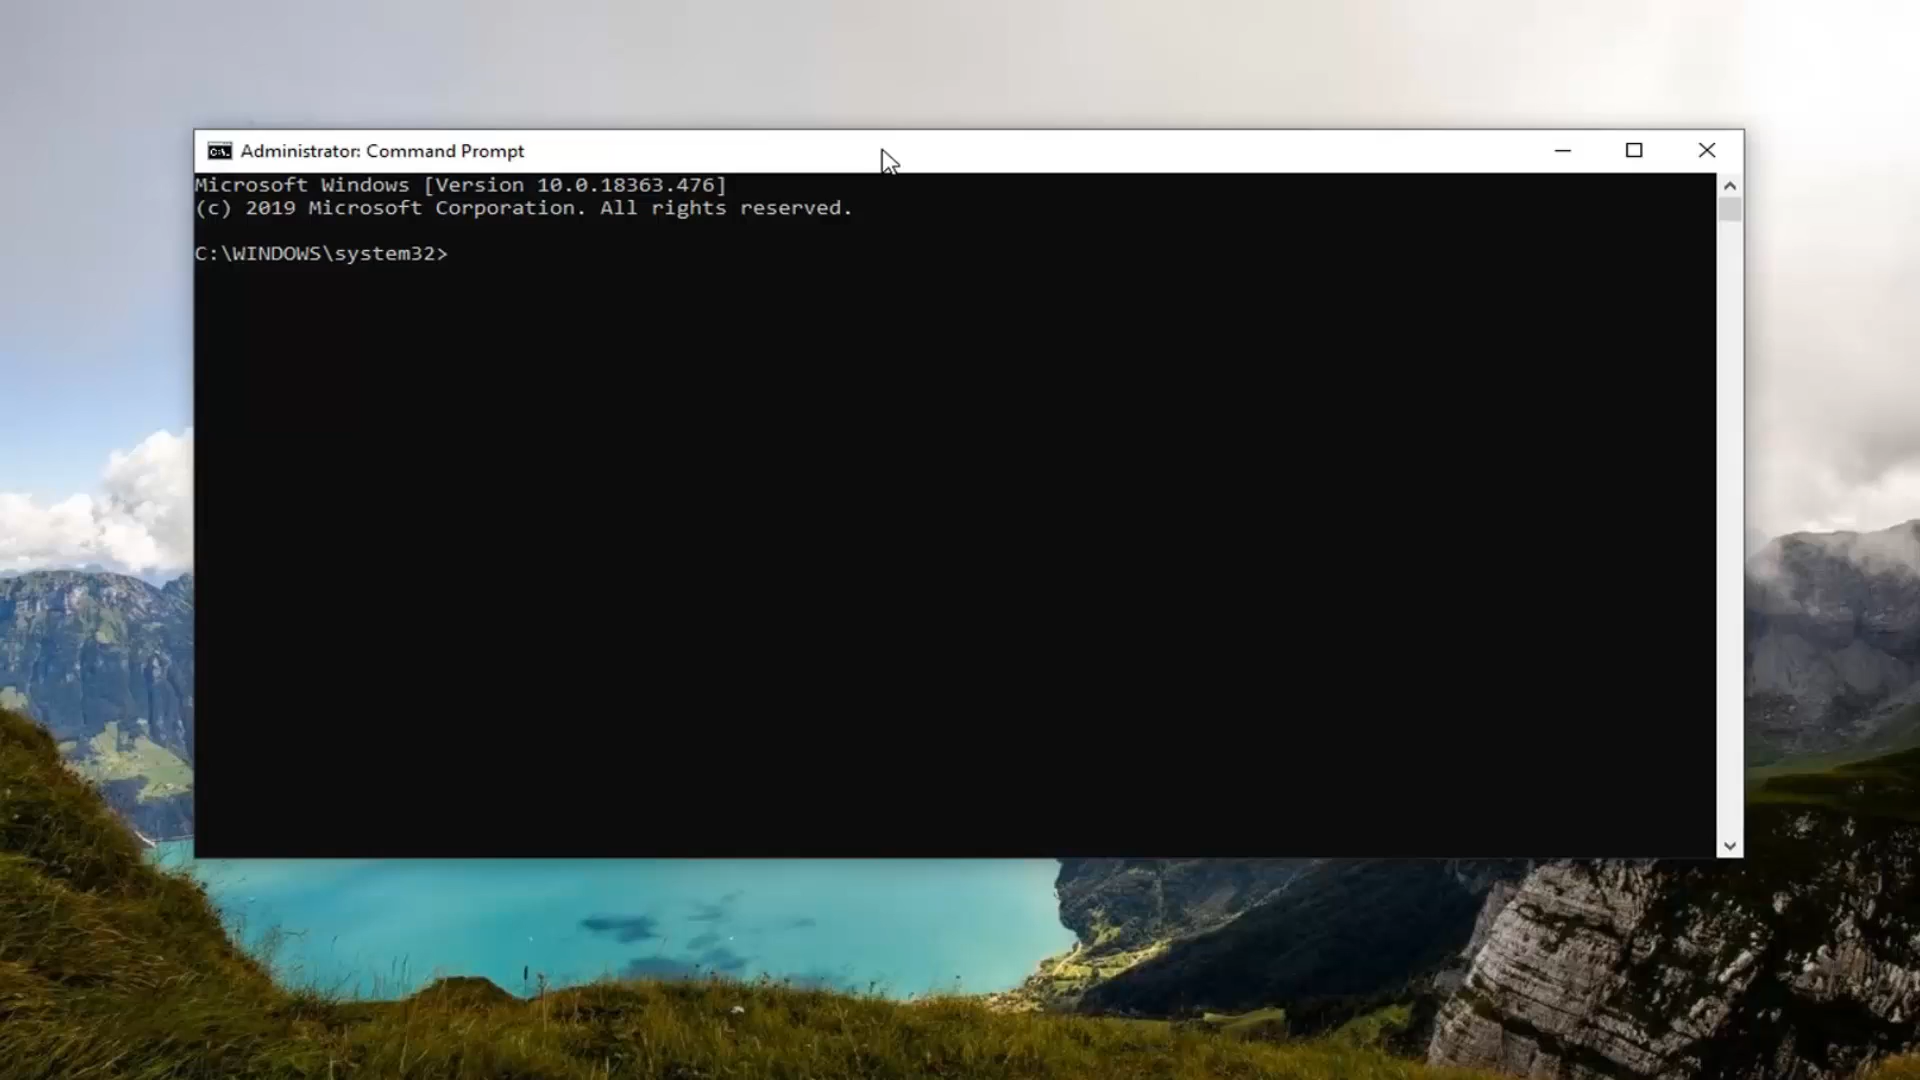 Administrator: Command Prompt
Microsoft Windows [Version 10.0.18363.476]
(c) 2019 Microsoft Corporation. All rights reserved.
C:\WINDOWS\system32>